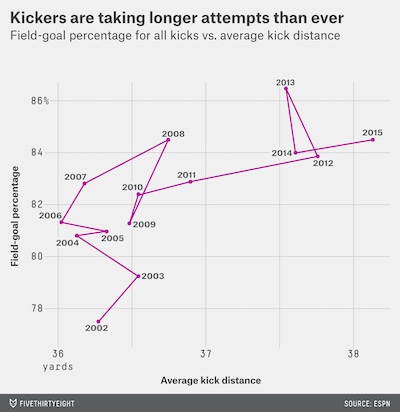 Kickers are taking longer attempts than ever
Field-goal percentage for all kicks vs. average kick distance
2013
86%
2008
2015
84
2014
2012
2007
2011
2010
82
2006
2009
2005
2004
Field-goal percentage
80
2003
78
2002
36 37 38
yards
Average kick distance
FIVETHIRTYEIGHT SOURCE: ESPN